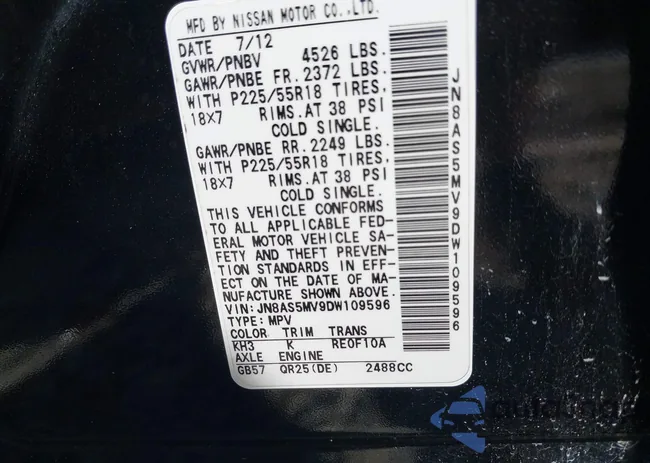 MFD BY NISSAN MOTOR CO.,LTD.
DATE 7/12
GVWR/PNBV 4526 LBS.
GAWR/PNBE FR. 2372 LBS.
WITH P225/55R18 TIRES,
18X7 RIMS.AT 38 PSI
COLD SINGLE.
GAWR/PNBE RR. 2249 LBS.
WITH P225/55R18 TIRES,
18X7 RIMS.AT 38 PSI
COLD SINGLE.
THIS VEHICLE CONFORMS
TO ALL APPLICABLE FED-
ERAL MOTOR VEHICLE SA-
FETY AND THEFT PREVEN-
TION STANDARDS IN EFF-
ECT ON THE DATE OF MA-
NUFACTURE SHOWN ABOVE.
VIN: JN8AS5MV9DW109596
TYPE: MPV
COLOR TRIM TRANS
KH3 K RE0F10A
AXLE ENGINE
GB57 QR25(DE) 2488CC
JN8AS5MV9DW109596